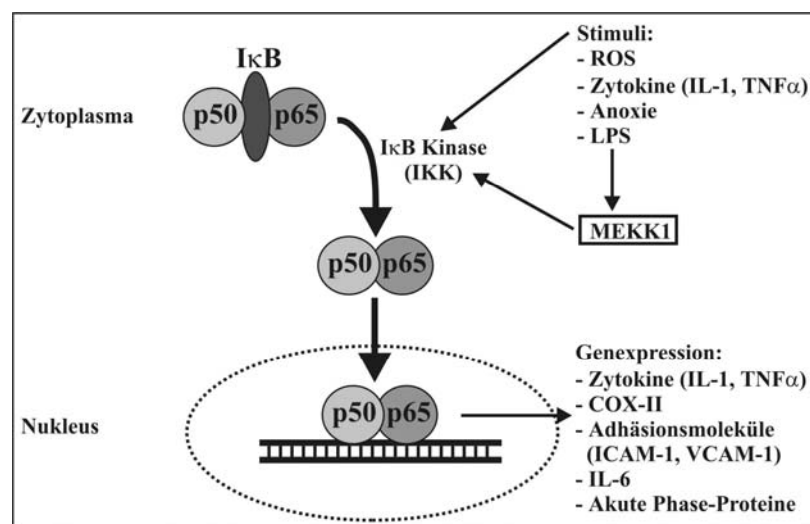 IκB
p50 p65
Zytoplasma
IκB Kinase
(IKK)
Stimuli:
- ROS
- Zytokine (IL-1, TNFα)
- Anoxie
- LPS
MEKK1
p50 p65
Nukleus
p50 p65
Genexpression:
- Zytokine (IL-1, TNFα)
- COX-II
- Adhäsionsmoleküle
(ICAM-1, VCAM-1)
- IL-6
- Akute Phase-Proteine